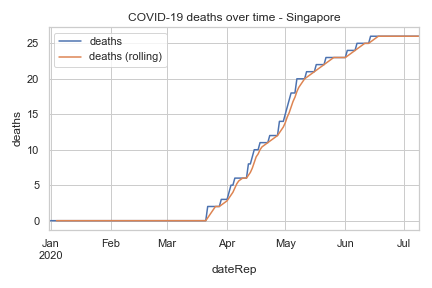 COVID-19 deaths over time - Singapore
deaths
deaths (rolling)
25
20
15
10
5
0
deaths
Jan Feb Mar Apr May Jun Jul
2020
dateRep